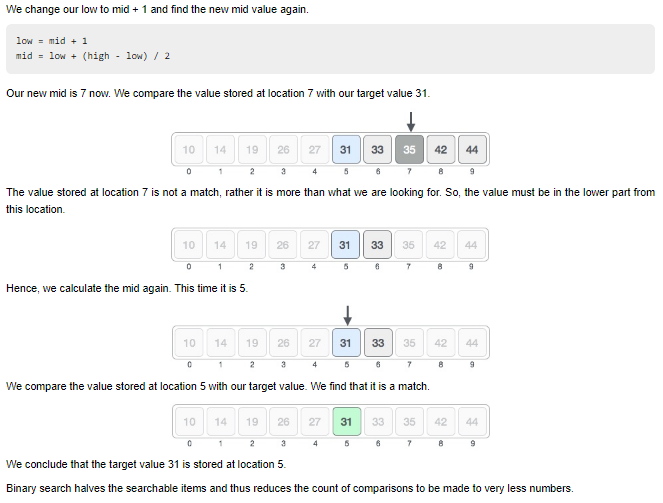 We change our low to mid + 1 and find the new mid value again.
low = mid + 1
mid = low + (high - low) / 2
Our new mid is 7 now. We compare the value stored at location 7 with our target value 31.
10 14 19 26 27 31 33 35 42 44
0 1 2 3 4 5 6 7 8 9
The value stored at location 7 is not a match, rather it is more than what we are looking for. So, the value must be in the lower part from
this location.
10 14 19 26 27 31 33 35 42 44
0 1 2 3 4 5 6 7 8 9
Hence, we calculate the mid again. This time it is 5.
10 14 19 26 27 31 33 35 42 44
0 1 2 3 4 5 6 7 8 9
We compare the value stored at location 5 with our target value. We find that it is a match.
10 14 19 26 27 31 33 35 42 44
0 1 2 3 4 5 6 7 8 9
We conclude that the target value 31 is stored at location 5.
Binary search halves the searchable items and thus reduces the count of comparisons to be made to very less numbers.